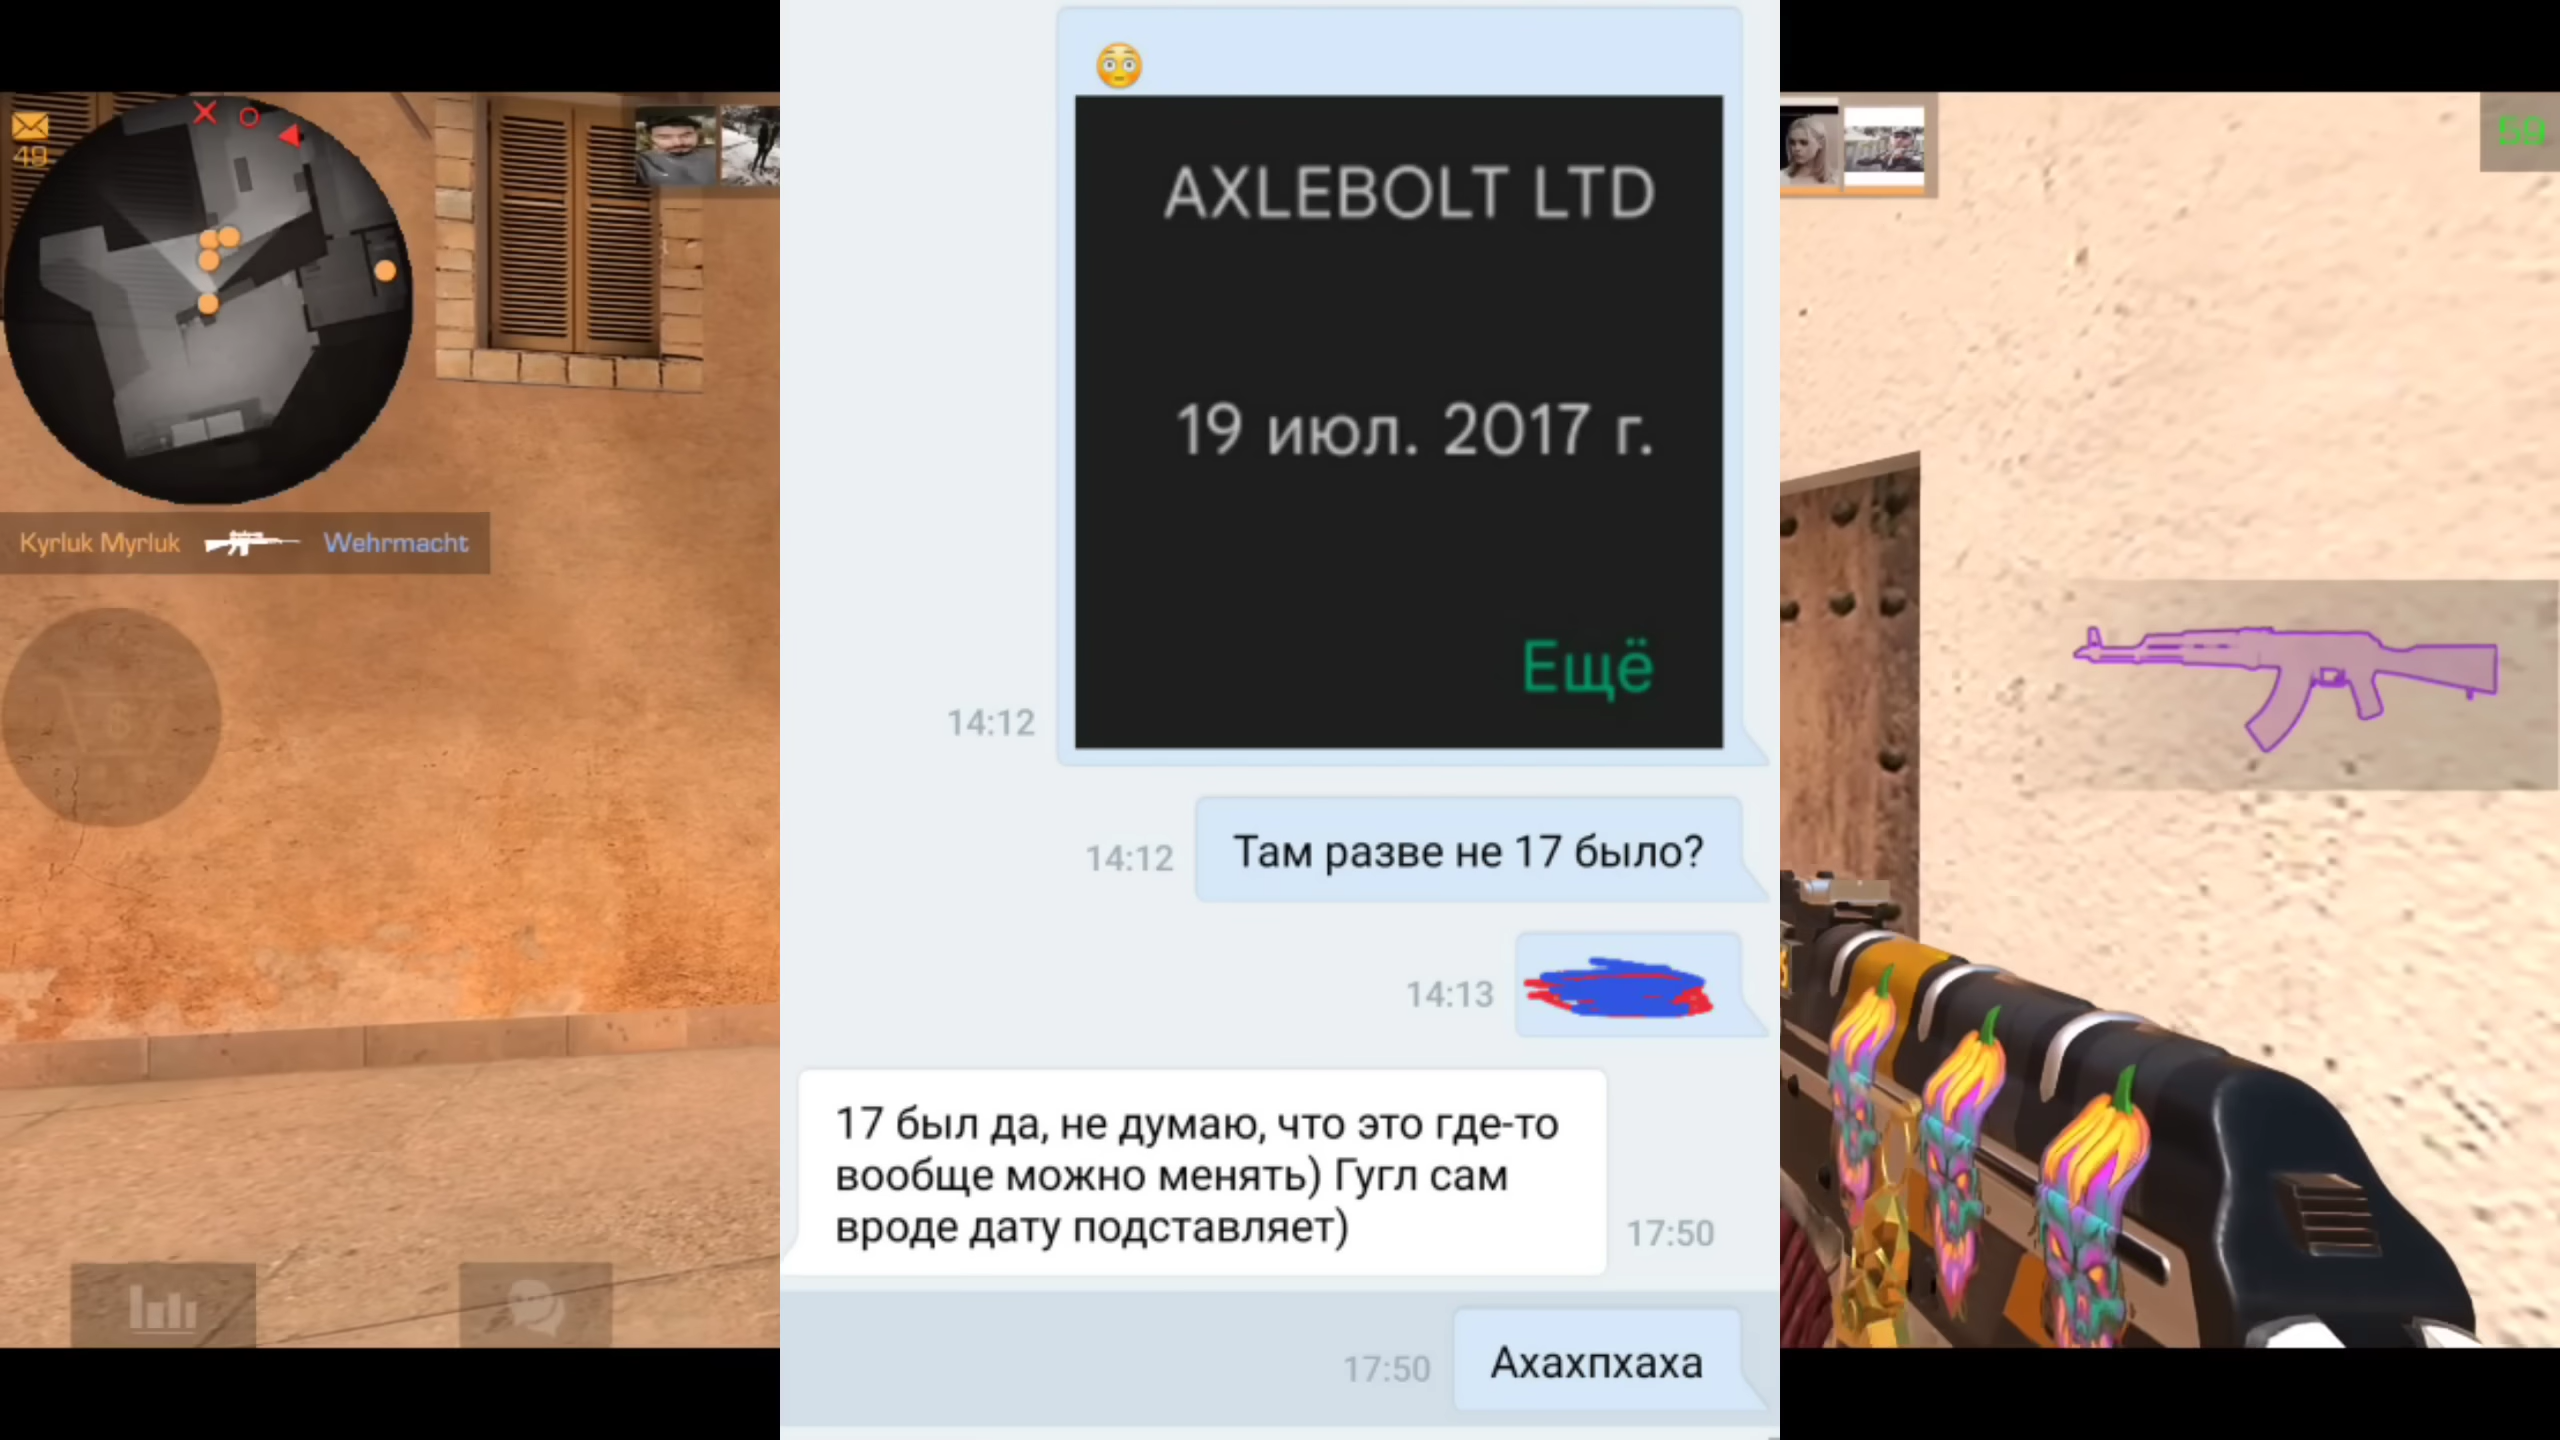 49
Kyrluk Myrluk Wehrmacht
$
😳
AXLEBOLT LTD
19 июл. 2017 г.
Ещё
14:12
14:12 Там разве не 17 было?
14:13
17 был да, не думаю, что это где-то
вообще можно менять) Гугл сам
вроде дату подставляет)
17:50
17:50 Ахахпхаха
59